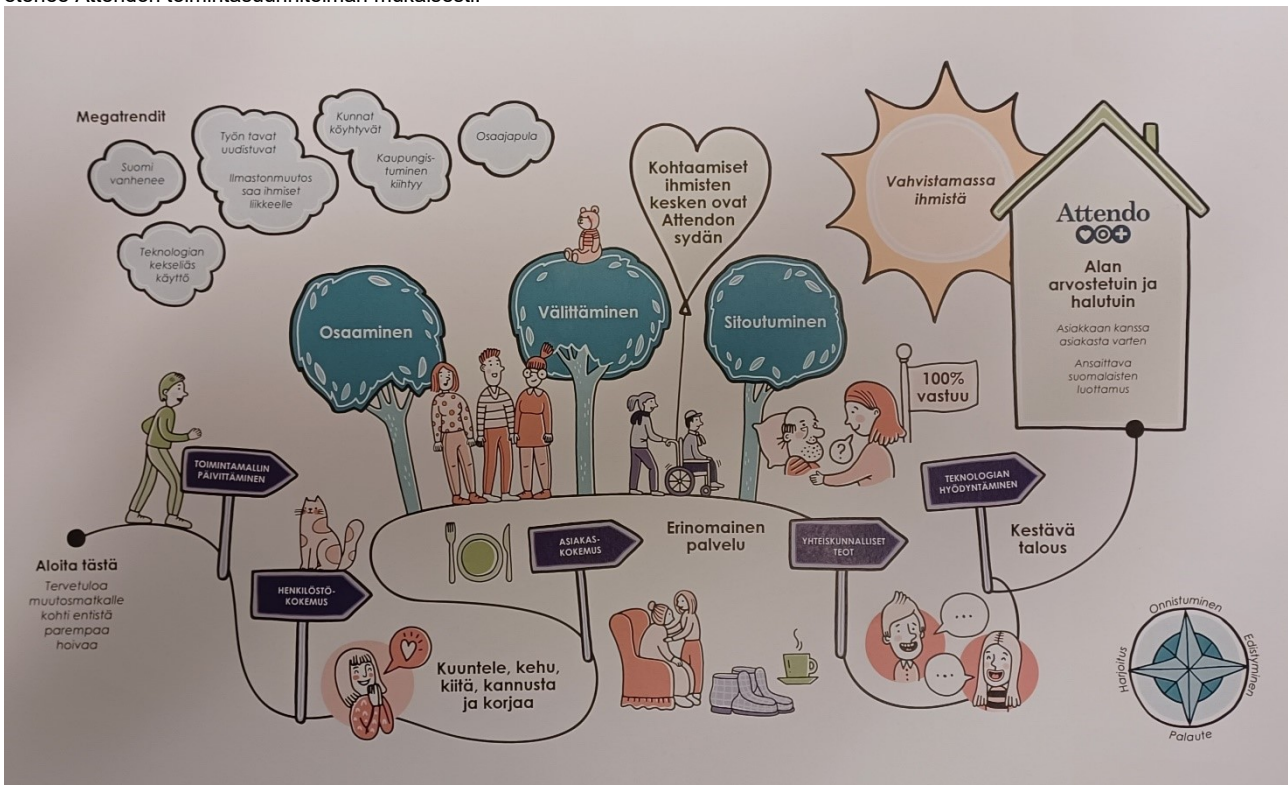 etenee Attendon toimintasuunnitelman mukaisesti.
Megatrendit
Suomi
vanhenee
Työn tavat
uudistuvat
Ilmastonmuutos
saa ihmiset
liikkeelle
Kunnat
köyhtyvät
Kaupungis-
tuminen
kiihtyy
Osaajapula
Teknologian
kekseliäs
käyttö
Kohtaamiset
ihmisten
kesken ovat
Attendon
sydän
Vahvistamassa
ihmistä
Attendo
Alan
arvostetuin ja
halutuin
Asiakkaan kanssa
asiakasta varten
Ansaittava
suomalaisten
luottamus
Osaaminen
Välittäminen
Sitoutuminen
100%
vastuu
?
TOIMINTAMALLIN
PÄIVITTÄMINEN
Aloita tästä
Tervetuloa
muutosmatkalle
kohti entistä
parempaa
hoivaa
HENKILÖSTÖ-
KOKEMUS
Kuuntele, kehu,
kiitä, kannusta
ja korjaa
ASIAKAS-
KOKEMUS
Erinomainen
palvelu
YHTEISKUNNALLISET
TEOT
TEKNOLOGIAN
HYÖDYNTÄMINEN
Kestävä
talous
...
...
Onnistuminen
Edistyminen
Palaute
Harjoitus